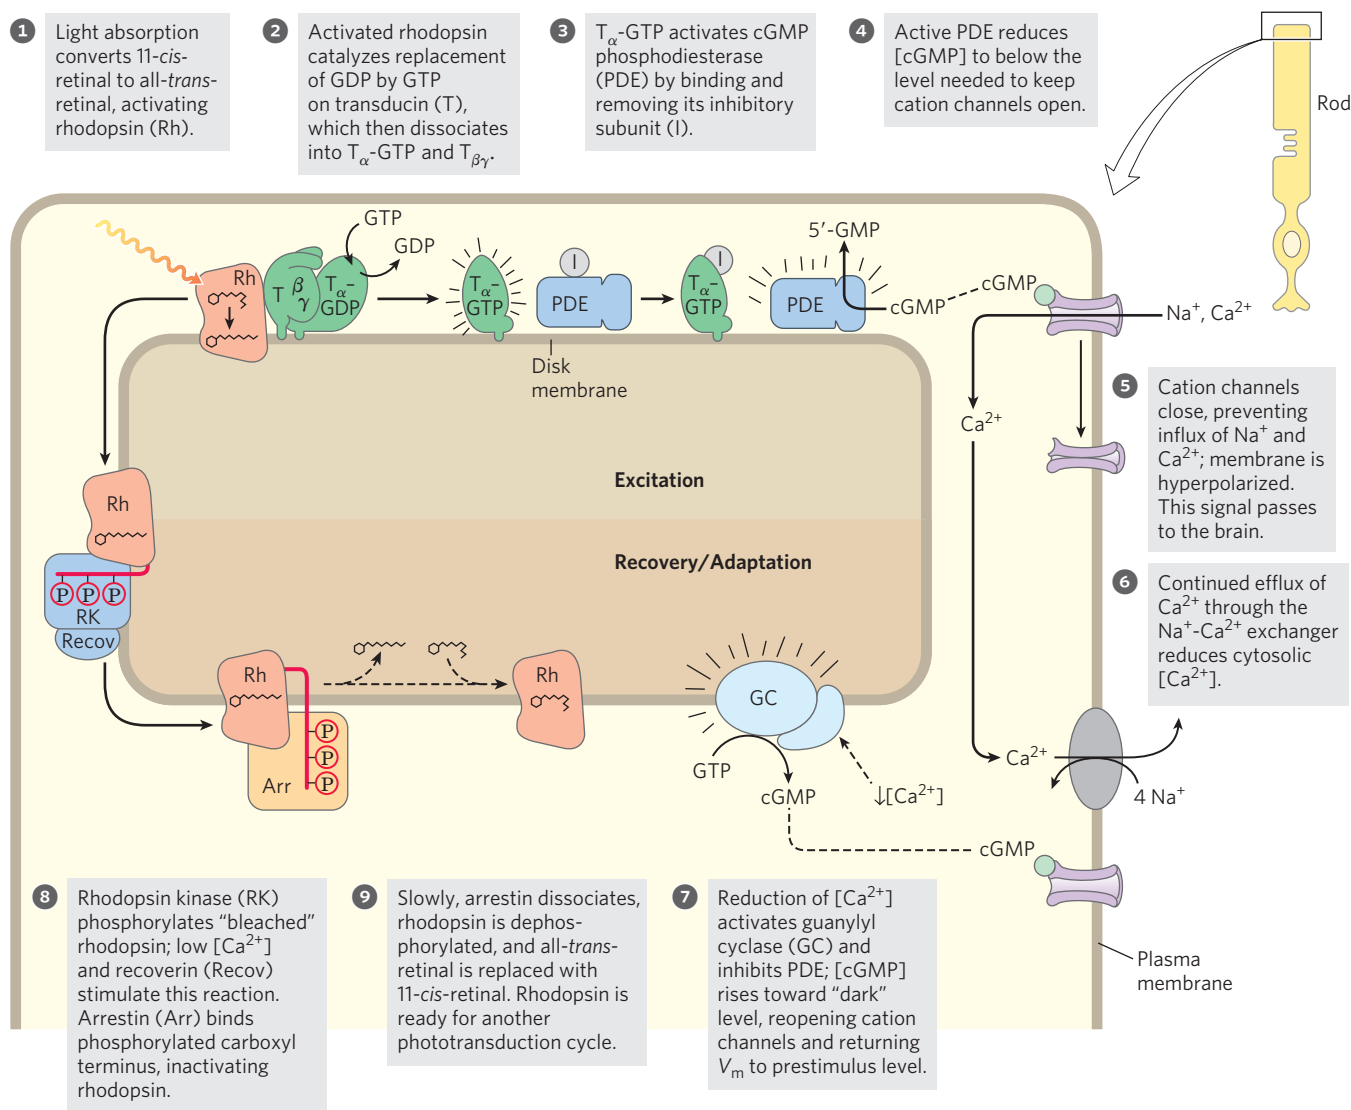 1 Light absorption
converts 11-cis-
retinal to all-trans-
retinal, activating
rhodopsin (Rh).
2 Activated rhodopsin
catalyzes replacement
of GDP by GTP
on transducin (T),
which then dissociates
into Tα-GTP and Tβγ.
3 Tα-GTP activates cGMP
phosphodiesterase
(PDE) by binding and
removing its inhibitory
subunit (I).
4 Active PDE reduces
[cGMP] to below the
level needed to keep
cation channels open.
Rod
GTP
GDP
Rh
T β γ
Tα–
GDP
Tα–
GTP
I
PDE
Tα–
GTP
I
5′-GMP
PDE
cGMP
cGMP
Na⁺, Ca²⁺
Disk
membrane
Ca²⁺
5 Cation channels
close, preventing
influx of Na⁺ and
Ca²⁺; membrane is
hyperpolarized.
This signal passes
to the brain.
Excitation
Recovery/Adaptation
Rh
P P P
RK
Recov
6 Continued efflux of
Ca²⁺ through the
Na⁺-Ca²⁺ exchanger
reduces cytosolic
[Ca²⁺].
Rh
P
P
P
Arr
Rh
GC
GTP
cGMP
↓[Ca²⁺]
Ca²⁺
4 Na⁺
cGMP
8 Rhodopsin kinase (RK)
phosphorylates “bleached”
rhodopsin; low [Ca²⁺]
and recoverin (Recov)
stimulate this reaction.
Arrestin (Arr) binds
phosphorylated carboxyl
terminus, inactivating
rhodopsin.
9 Slowly, arrestin dissociates,
rhodopsin is dephos-
phorylated, and all-trans-
retinal is replaced with
11-cis-retinal. Rhodopsin is
ready for another
phototransduction cycle.
7 Reduction of [Ca²⁺]
activates guanylyl
cyclase (GC) and
inhibits PDE; [cGMP]
rises toward “dark”
level, reopening cation
channels and returning
Vm to prestimulus level.
Plasma
membrane